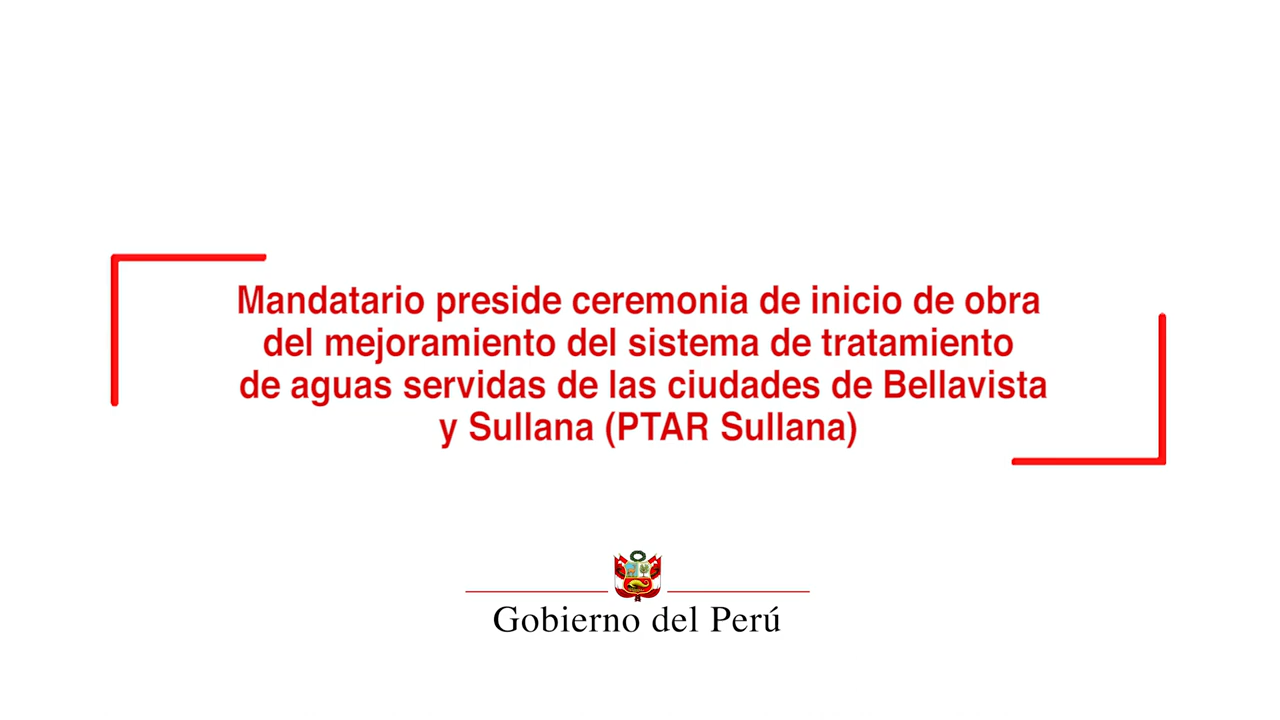 Mandatario preside ceremonia de inicio de obra
del mejoramiento del sistema de tratamiento
de aguas servidas de las ciudades de Bellavista
y Sullana (PTAR Sullana)
Gobierno del Perú